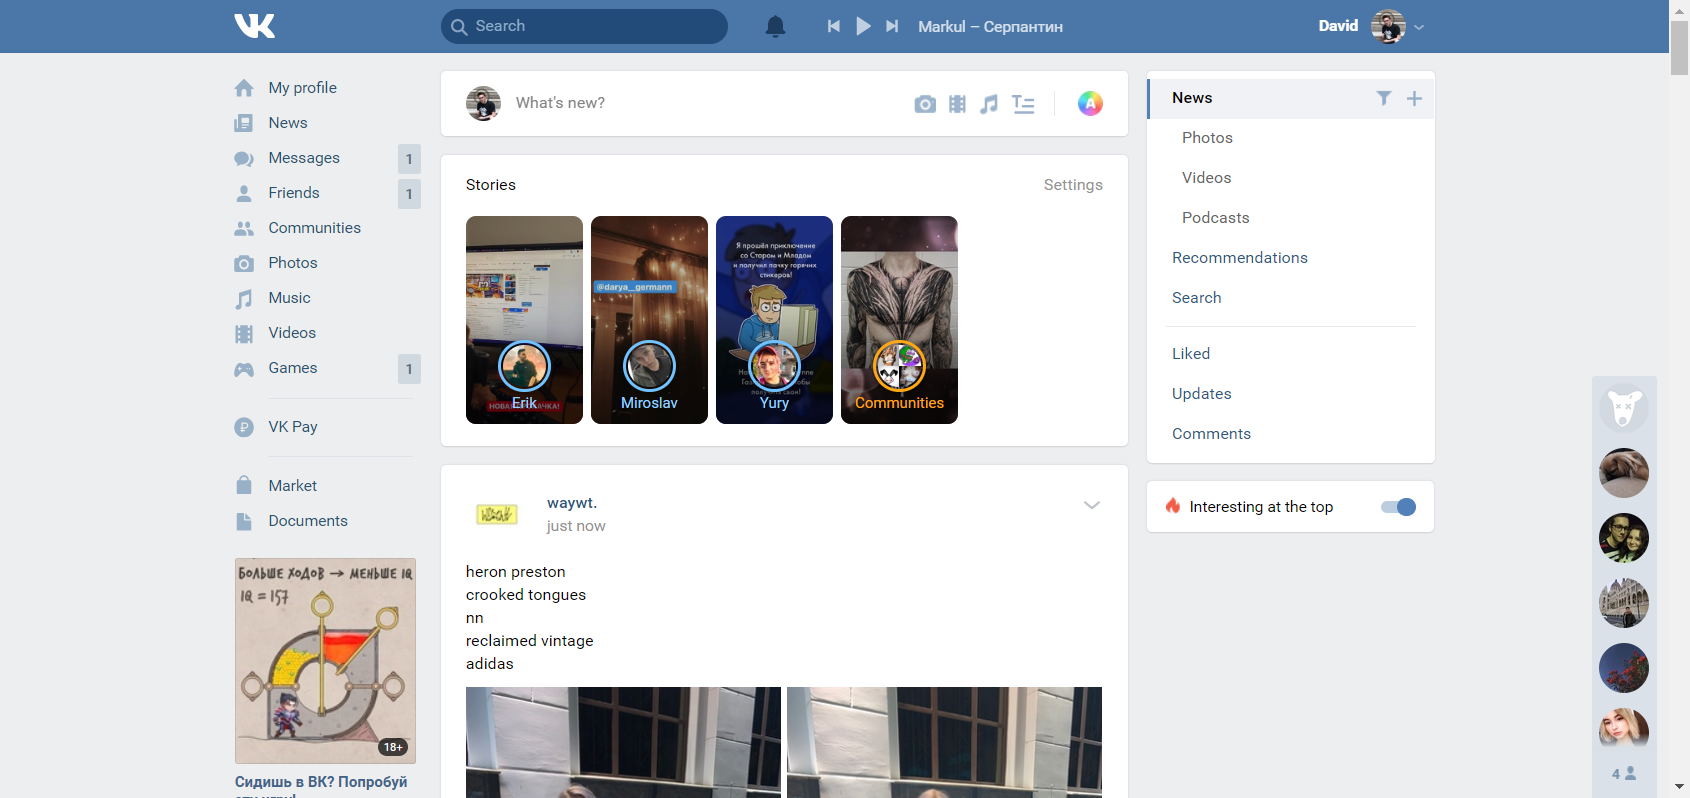 VK
Search
Markul – Серпантин
David
My profile
News
Messages
1
Friends
1
Communities
Photos
Music
Videos
Games
1
VK Pay
Market
Documents
БОЛЬШЕ ХОДОВ → МЕНЬШЕ IQ
IQ = 157
18+
Сидишь в ВК? Попробуй
What's new?
A
Stories
Settings
Erik
@darya__germann
Miroslav
Я прошёл приключение
со Стором и Младом
и получил пачку горячих
стикеров!
Yury
Communities
waywt.
just now
heron preston
crooked tongues
nn
reclaimed vintage
adidas
News
Photos
Videos
Podcasts
Recommendations
Search
Liked
Updates
Comments
Interesting at the top
4